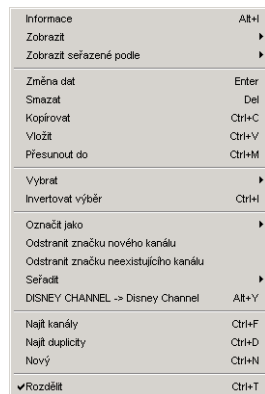 Informace Alt+I
Zobrazit
Zobrazit seřazené podle
Změna dat Enter
Smazat Del
Kopírovat Ctrl+C
Vložit Ctrl+V
Přesunout do Ctrl+M
Vybrat
Invertovat výběr Ctrl+I
Označit jako
Odstranit značku nového kanálu
Odstranit značku neexistujícího kanálu
Seřadit
DISNEY CHANNEL -> Disney Channel Alt+Y
Najít kanály Ctrl+F
Najít duplicity Ctrl+D
Nový Ctrl+N
Rozdělit Ctrl+T